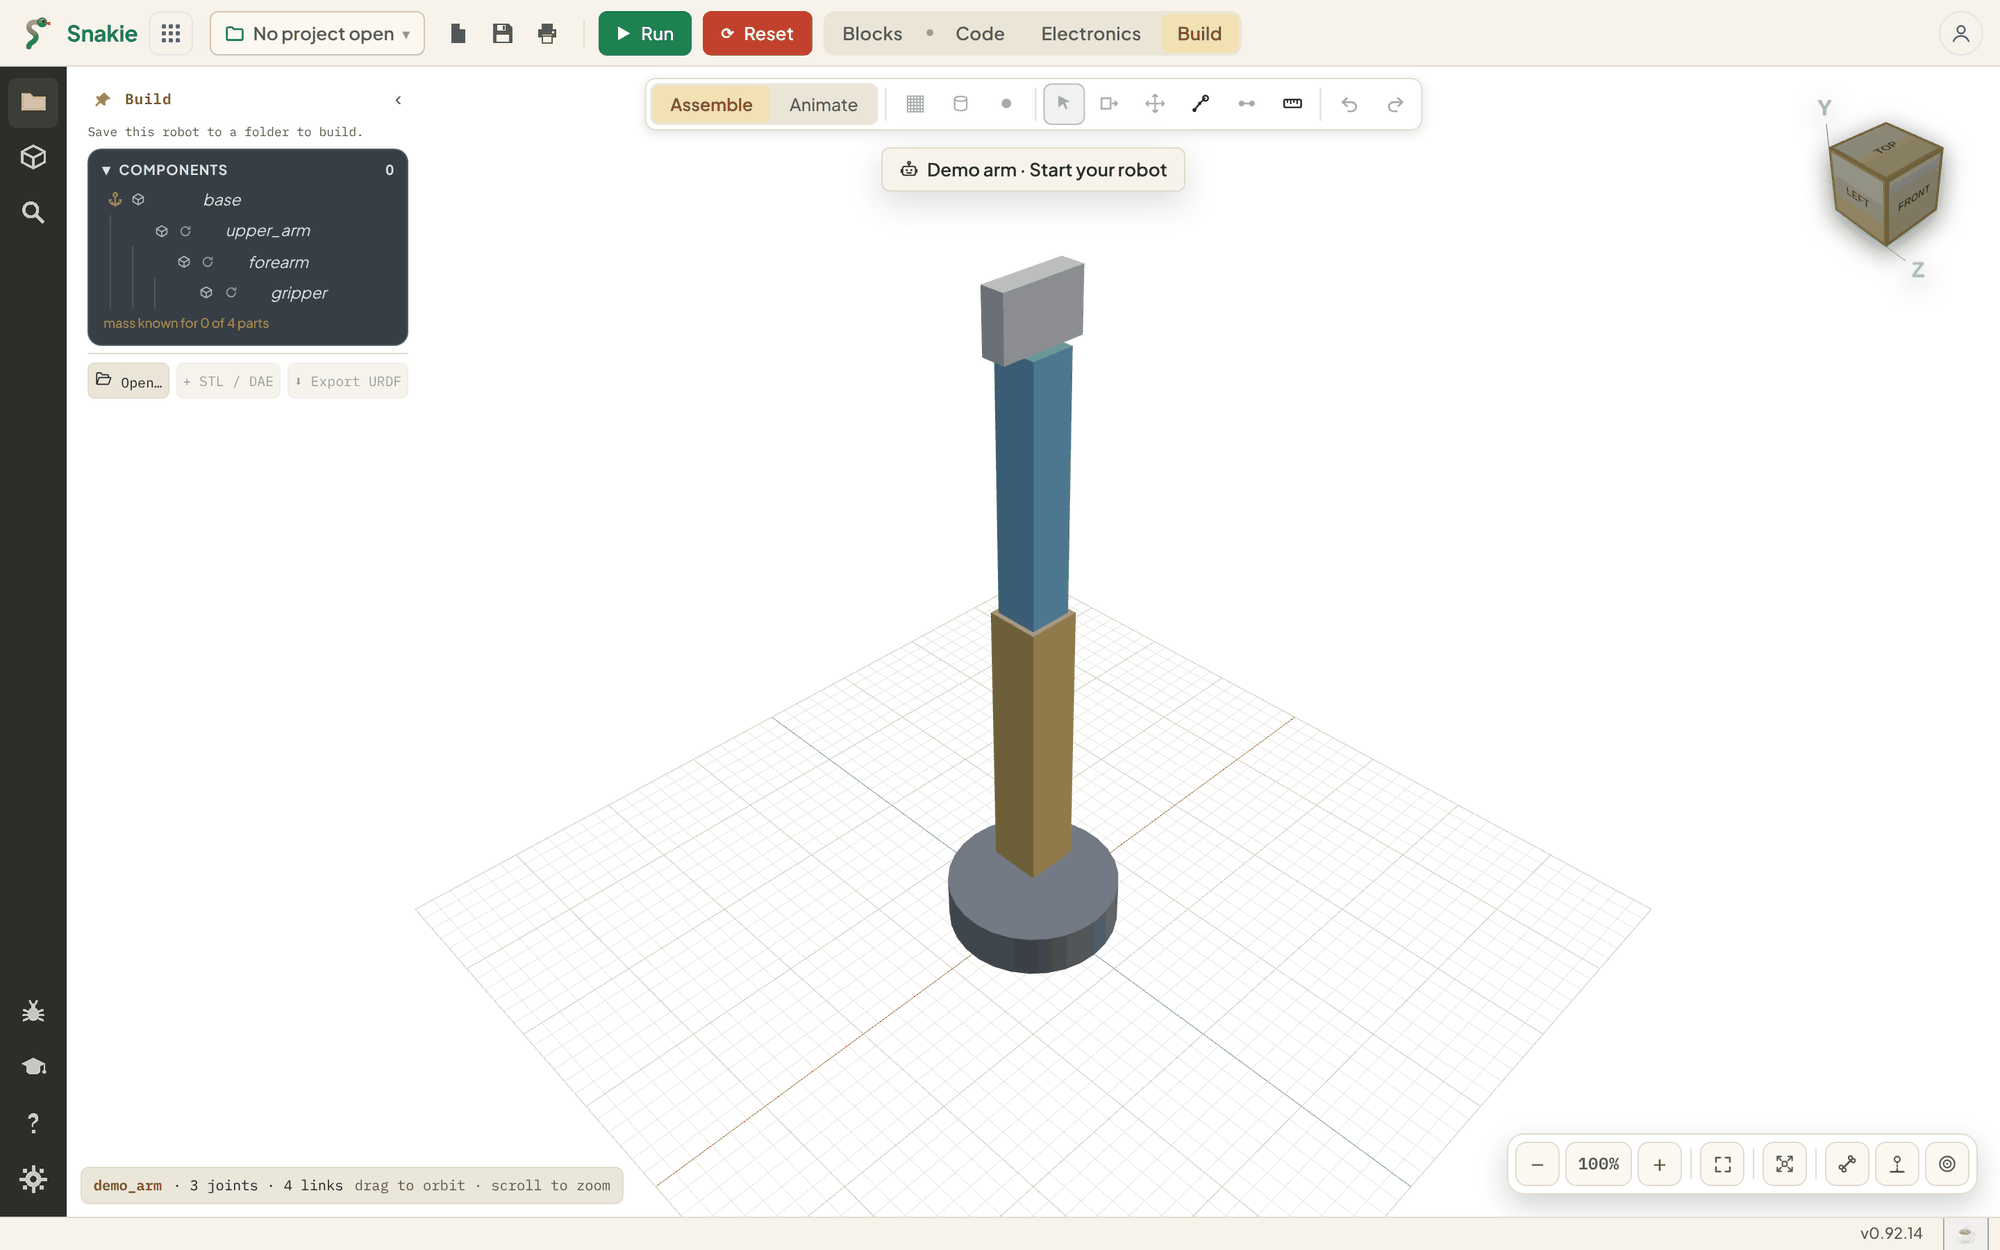 Snakie
No project open
Run
Reset
Blocks
Code
Electronics
Build
Build
Save this robot to a folder to build.
COMPONENTS 0
base
upper_arm
forearm
gripper
mass known for 0 of 4 parts
Open…
+ STL / DAE
Export URDF
Assemble
Animate
Demo arm · Start your robot
Y
TOP
LEFT
FRONT
Z
demo_arm · 3 joints · 4 links drag to orbit · scroll to zoom
− 100% +
v0.92.14